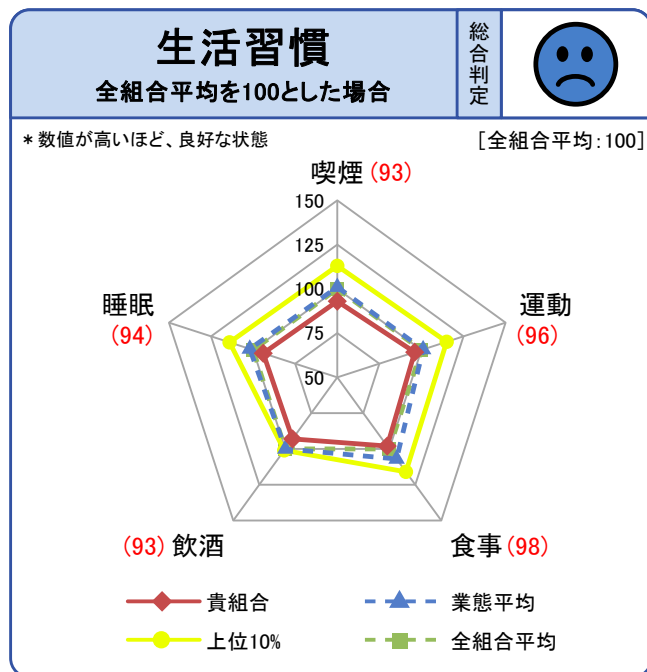 生活習慣
全組合平均を100とした場合
総合判定
*数値が高いほど、良好な状態
[全組合平均:100]
喫煙(93)
150
125
100
75
50
睡眠
(94)
運動
(96)
(93)飲酒
食事(98)
貴組合
業態平均
上位10%
全組合平均